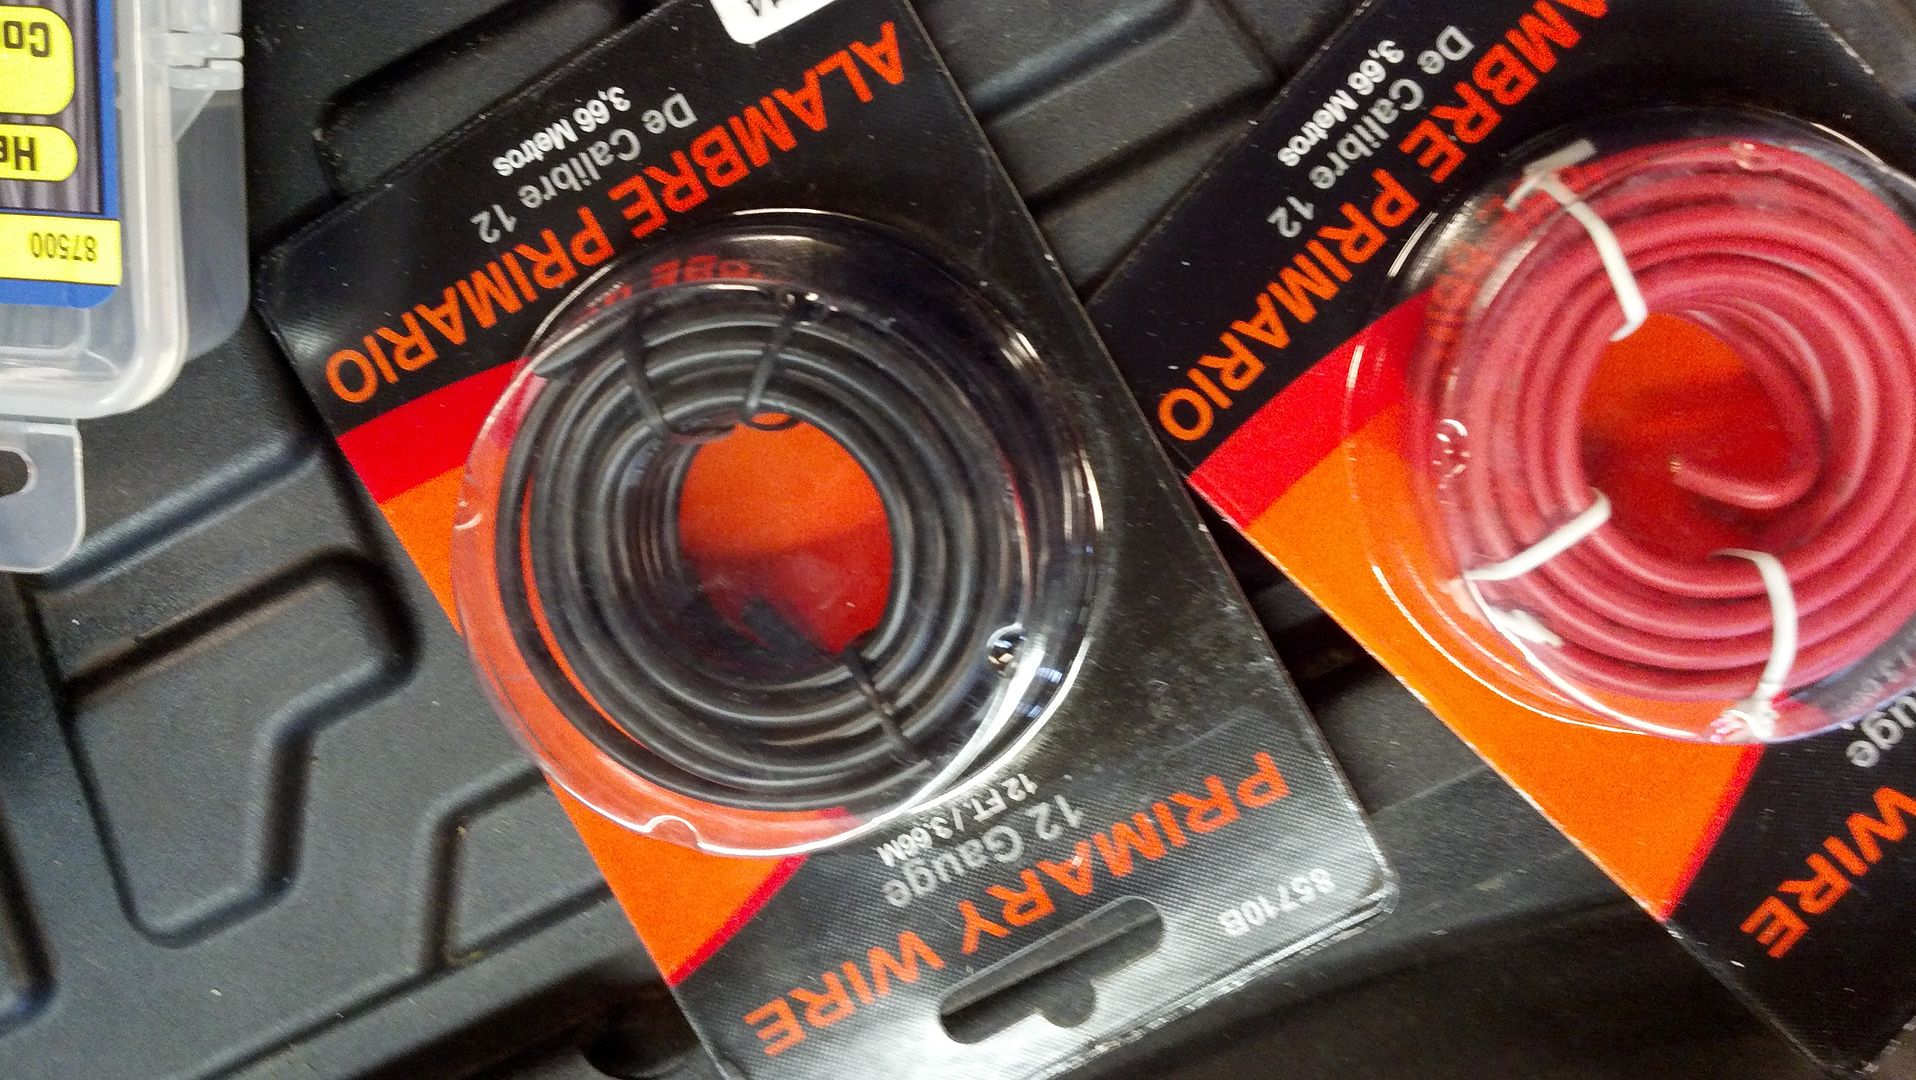 PRIMARY WIRE
12 Gauge
12 FT. / 3.66M
85710B
ALAMBRE PRIMARIO
De Calibre 12
3,66 Metros
WIRE
ALAMBRE PRIMARIO
De Calibre 12
3,66 Metros
87500